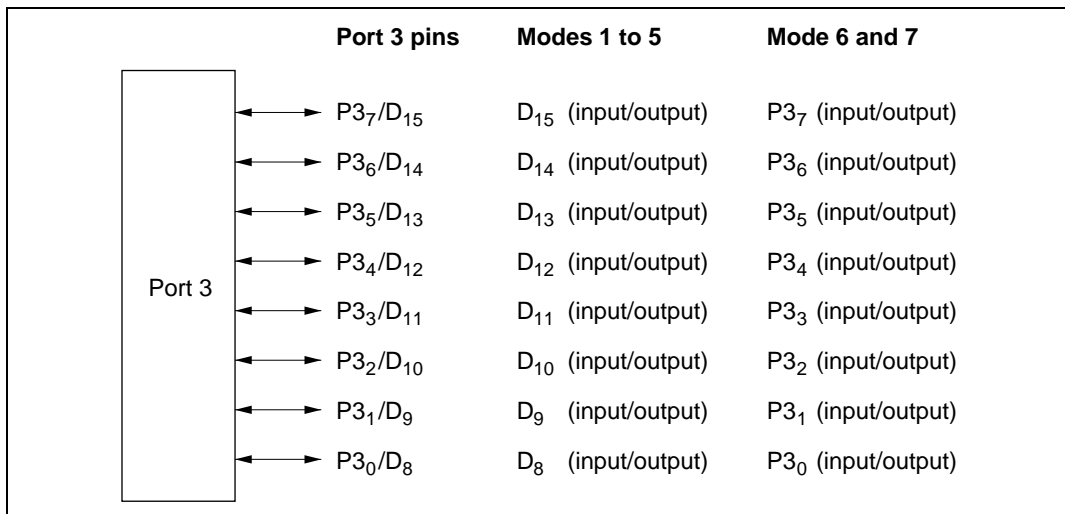 Port 3 pins Modes 1 to 5 Mode 6 and 7
P3₇/D₁₅ D₁₅ (input/output) P3₇ (input/output)
P3₆/D₁₄ D₁₄ (input/output) P3₆ (input/output)
P3₅/D₁₃ D₁₃ (input/output) P3₅ (input/output)
P3₄/D₁₂ D₁₂ (input/output) P3₄ (input/output)
Port 3
P3₃/D₁₁ D₁₁ (input/output) P3₃ (input/output)
P3₂/D₁₀ D₁₀ (input/output) P3₂ (input/output)
P3₁/D₉ D₉ (input/output) P3₁ (input/output)
P3₀/D₈ D₈ (input/output) P3₀ (input/output)